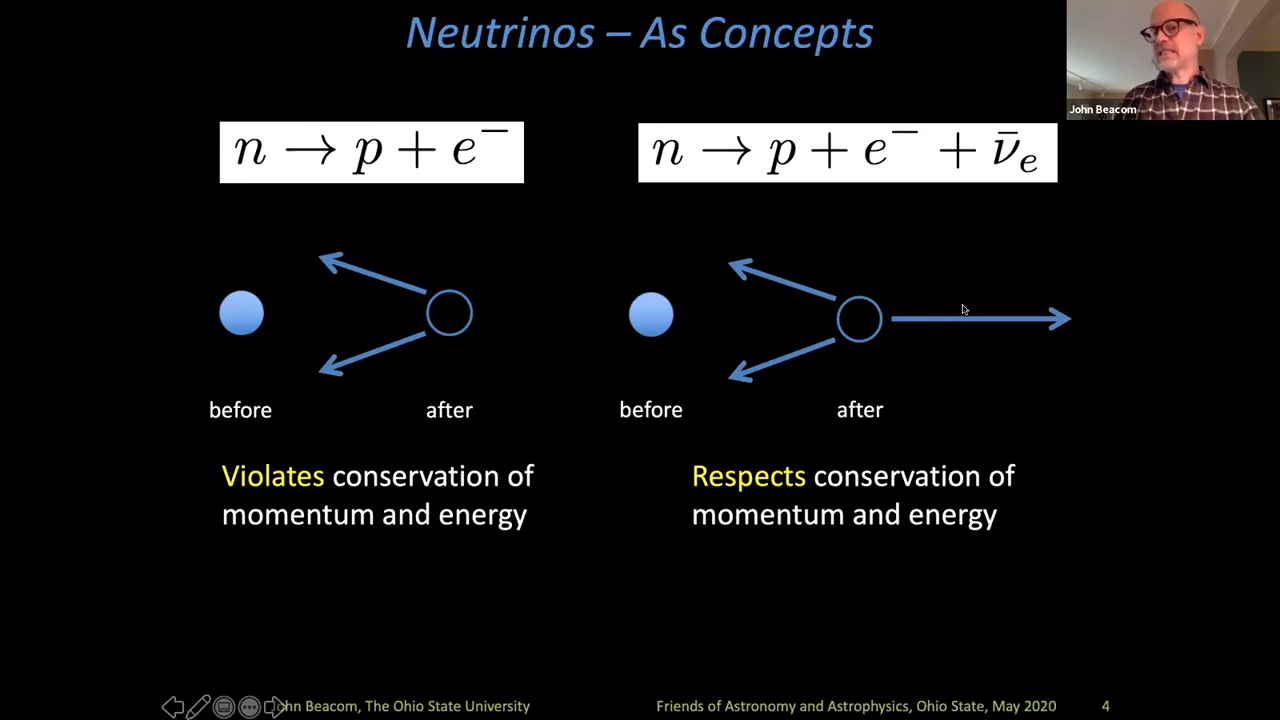 Neutrinos – As Concepts
John Beacom
n → p + e⁻
n → p + e⁻ + ν̄ₑ
before
after
before
after
Violates conservation of
momentum and energy
Respects conservation of
momentum and energy
John Beacom, The Ohio State University
Friends of Astronomy and Astrophysics, Ohio State, May 2020
4